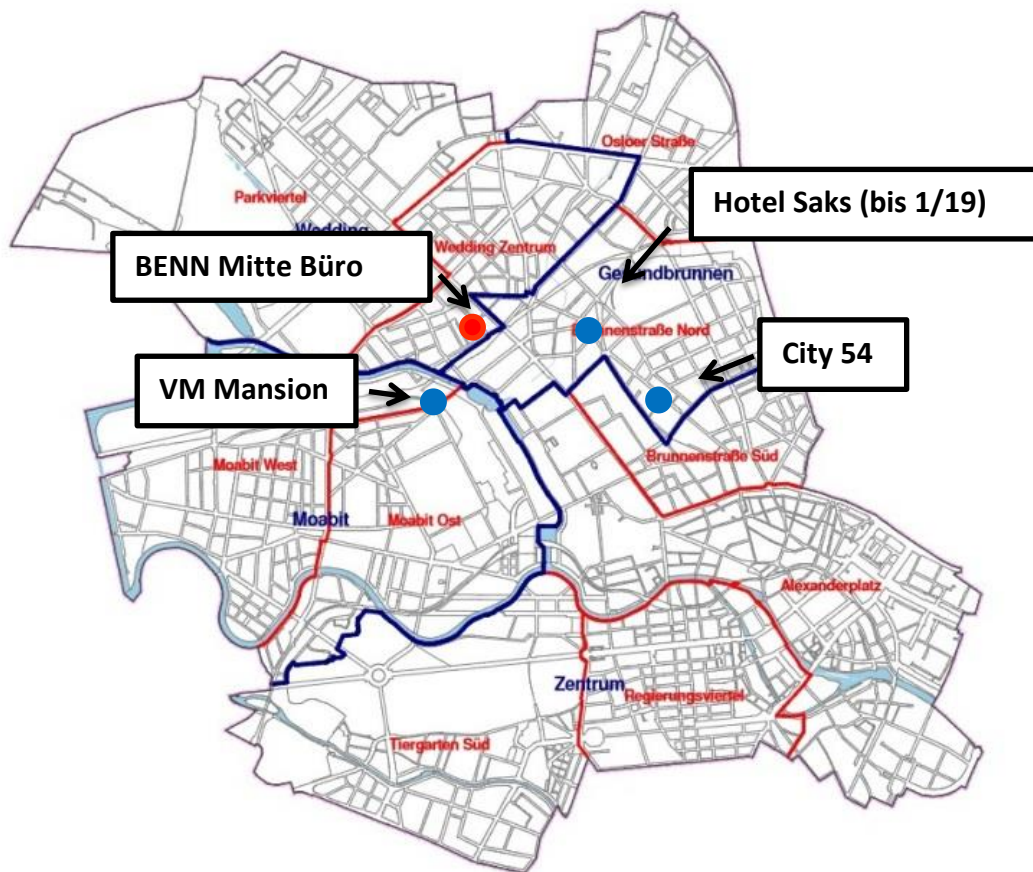 Osloer Straße
Hotel Saks (bis 1/19)
Parkviertel
Wedding
Wedding Zentrum
BENN Mitte Büro
Gesundbrunnen
Brunnenstraße Nord
City 54
VM Mansion
Brunnenstraße Süd
Moabit West
Moabit
Moabit Ost
Alexanderplatz
Zentrum
Regierungsviertel
Tiergarten Süd